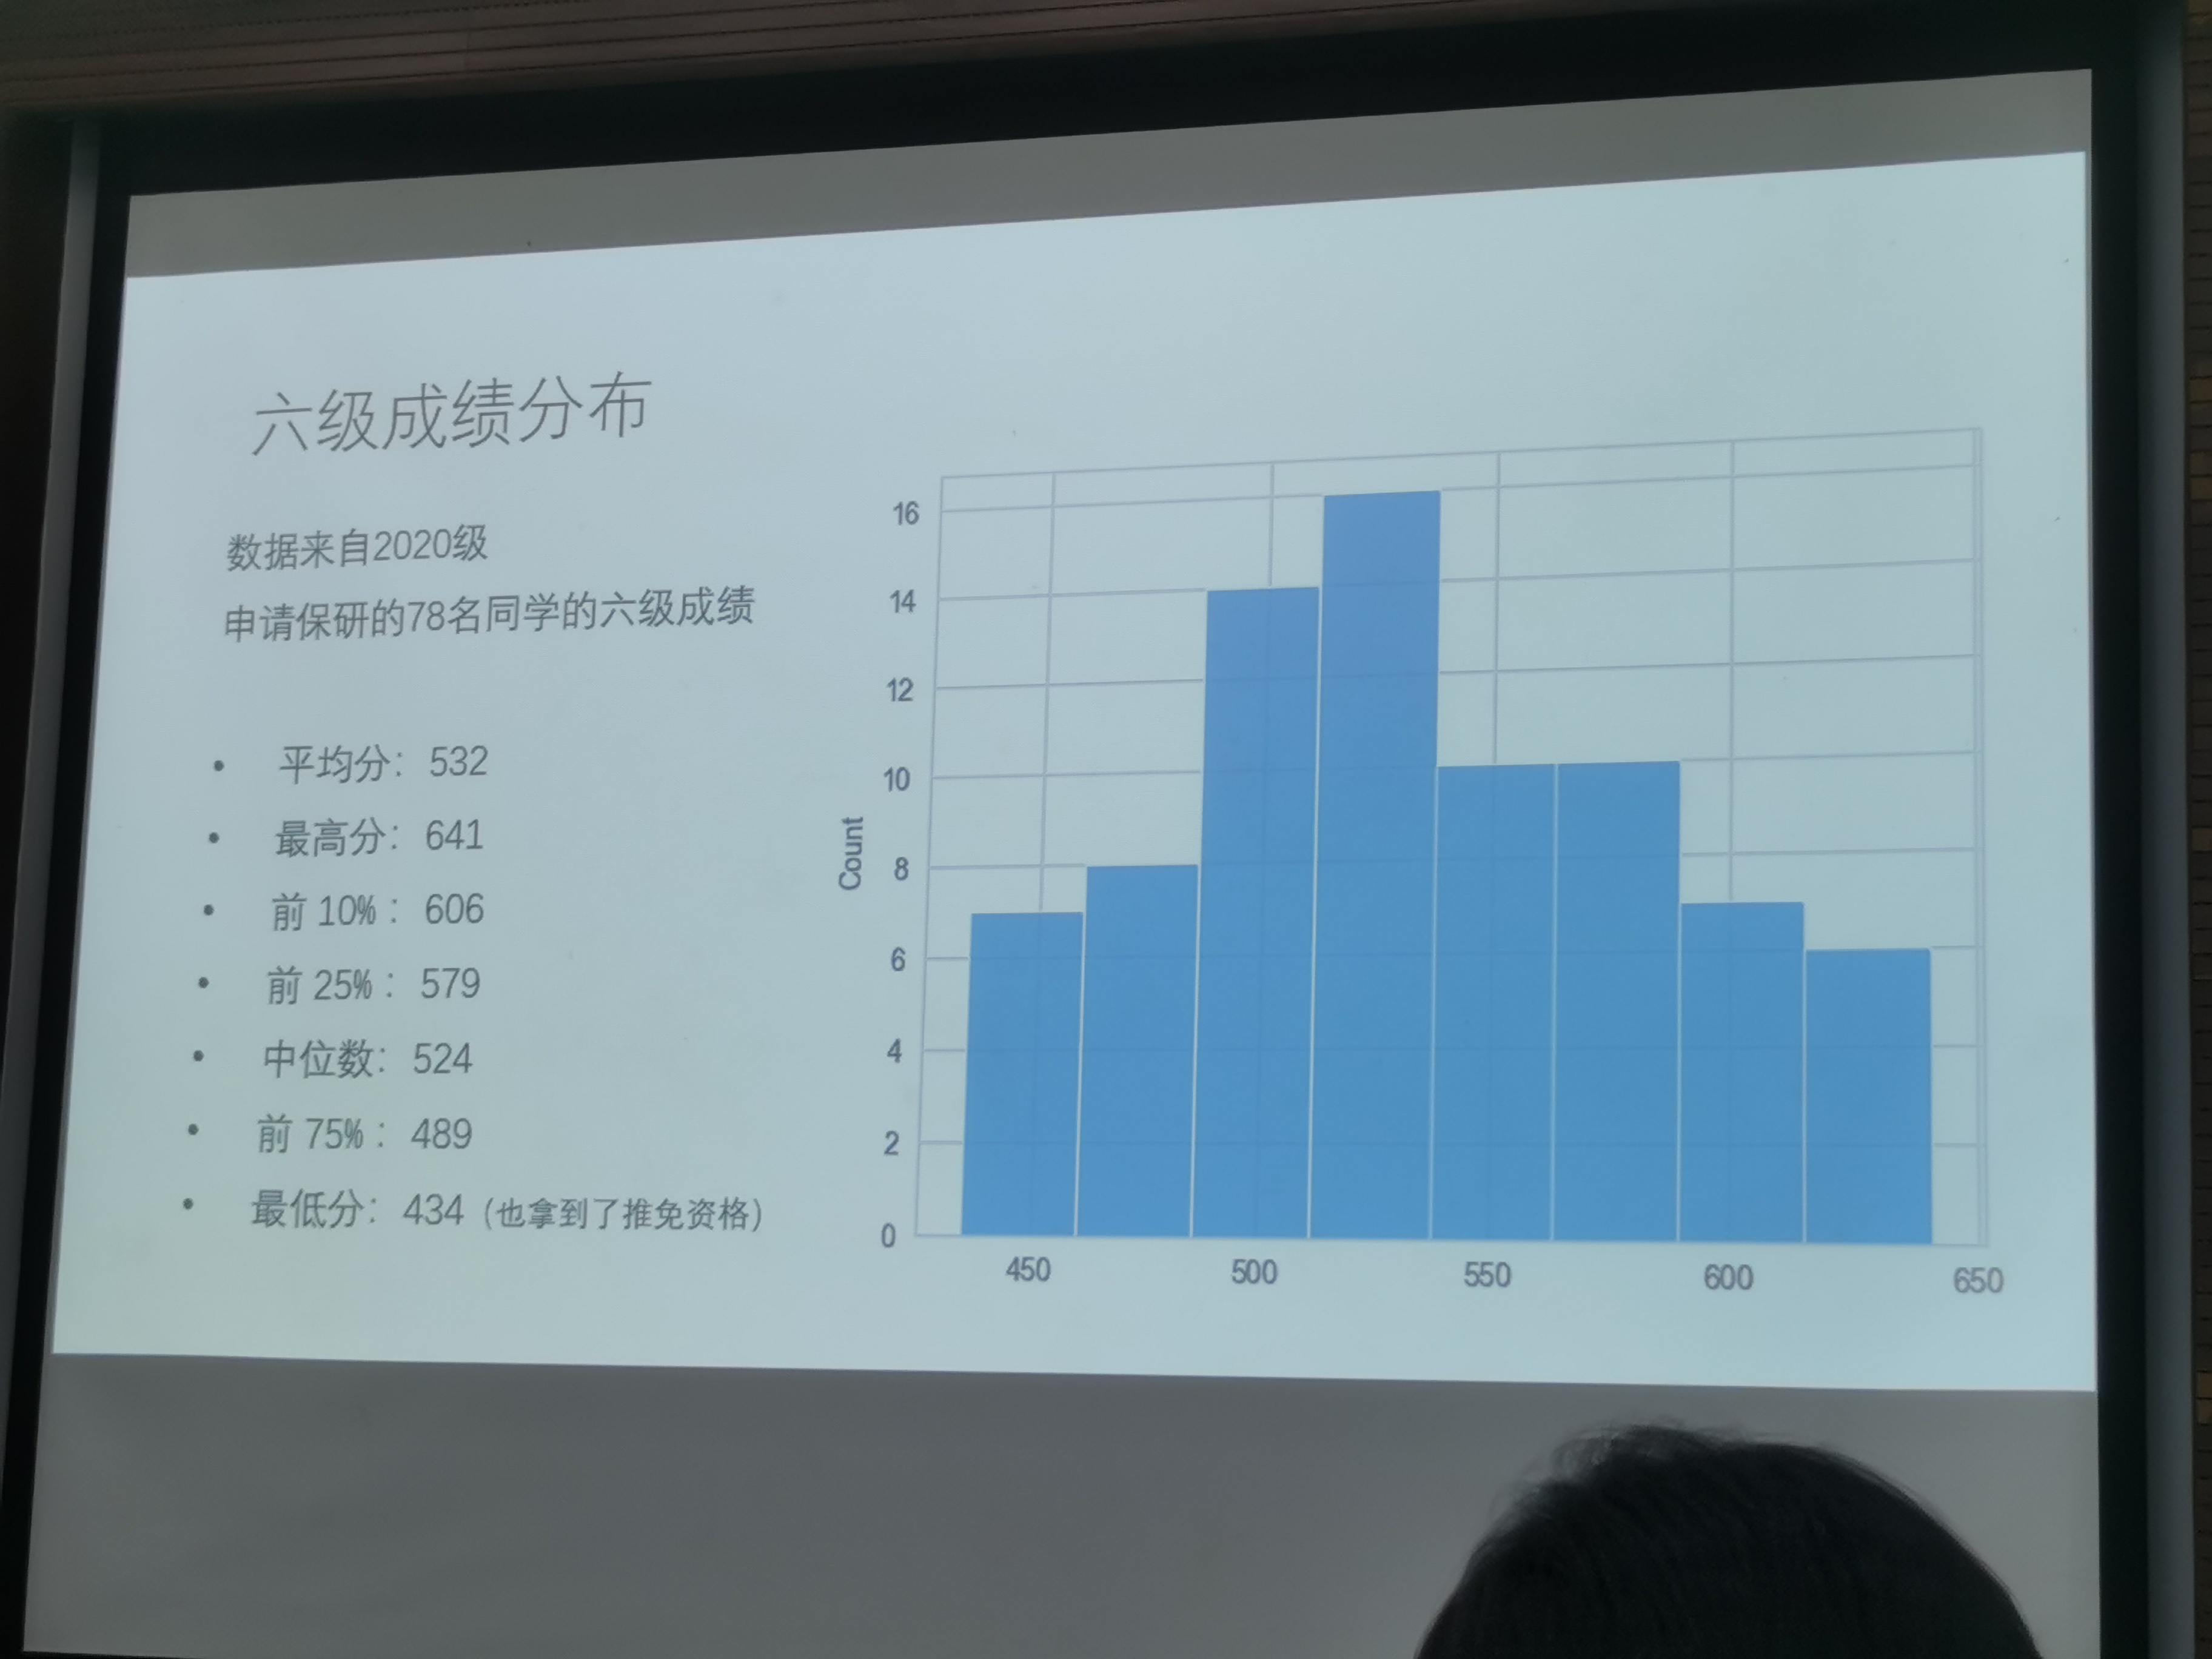 六级成绩分布
数据来自2020级
申请保研的78名同学的六级成绩
• 平均分：532
• 最高分：641
• 前 10%：606
• 前 25%：579
• 中位数：524
• 前 75%：489
• 最低分：434（也拿到了推免资格）
Count
16
14
12
10
8
6
4
2
0
450 500 550 600 650